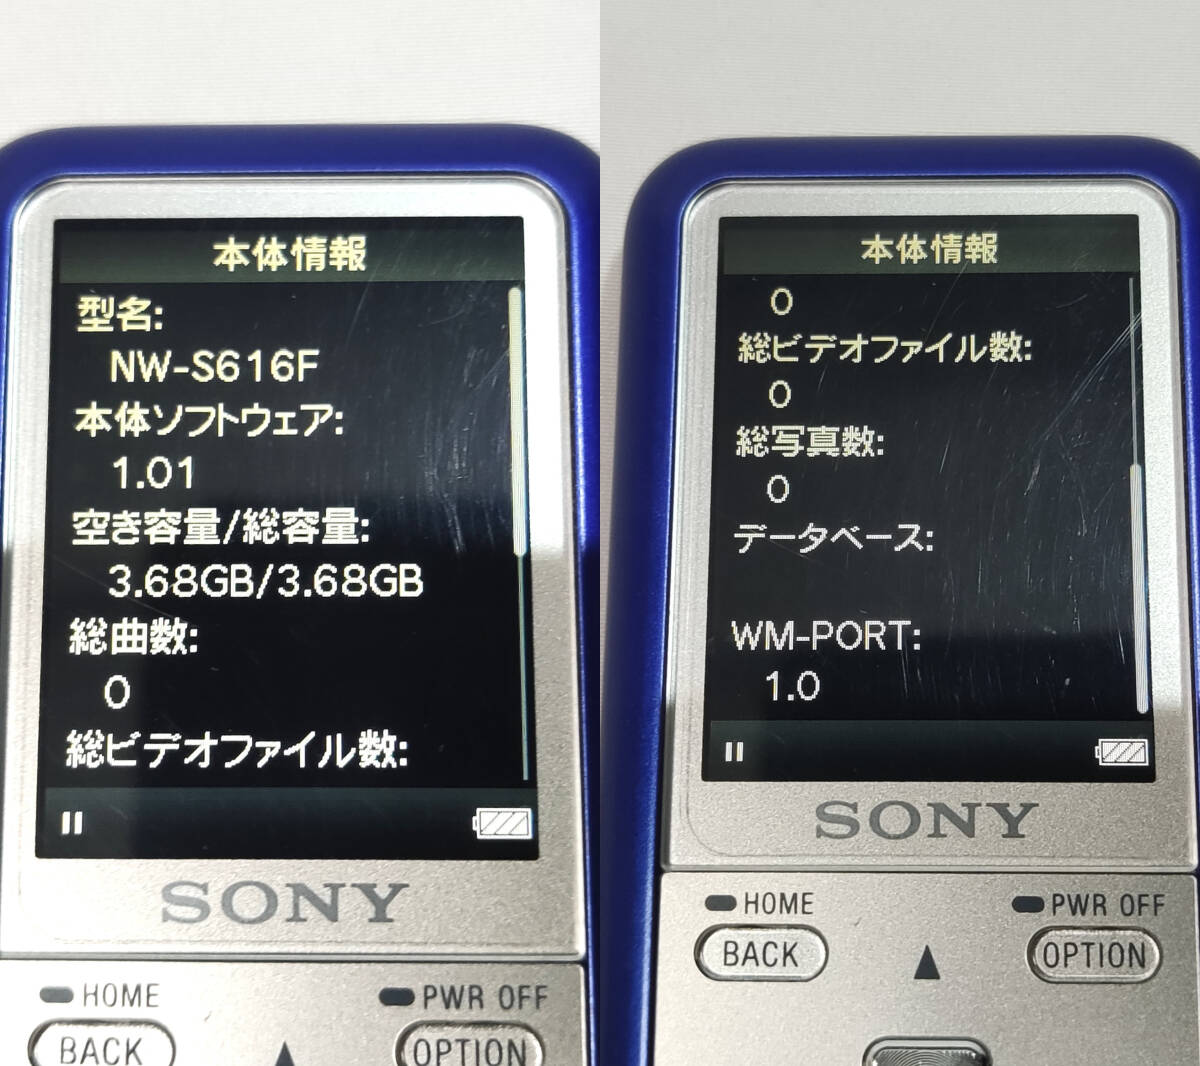 本体情報
型名:
NW-S616F
本体ソフトウェア:
1.01
空き容量/総容量:
3.68GB/3.68GB
総曲数:
0
総ビデオファイル数:
SONY
HOME
PWR OFF
BACK
OPTION
本体情報
0
総ビデオファイル数:
0
総写真数:
0
データベース:
WM-PORT:
1.0
SONY
HOME
PWR OFF
BACK
OPTION